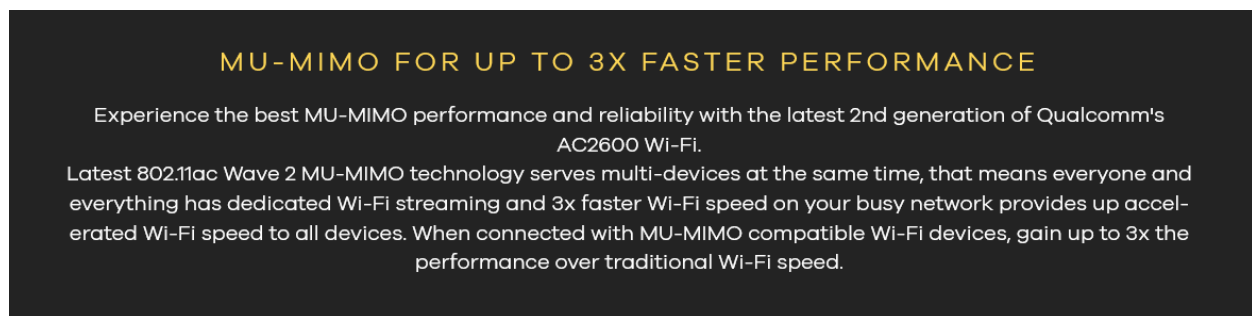 MU-MIMO FOR UP TO 3X FASTER PERFORMANCE
Experience the best MU-MIMO performance and reliability with the latest 2nd generation of Qualcomm's
AC2600 Wi-Fi.
Latest 802.11ac Wave 2 MU-MIMO technology serves multi-devices at the same time, that means everyone and
everything has dedicated Wi-Fi streaming and 3x faster Wi-Fi speed on your busy network provides up accel-
erated Wi-Fi speed to all devices. When connected with MU-MIMO compatible Wi-Fi devices, gain up to 3x the
performance over traditional Wi-Fi speed.